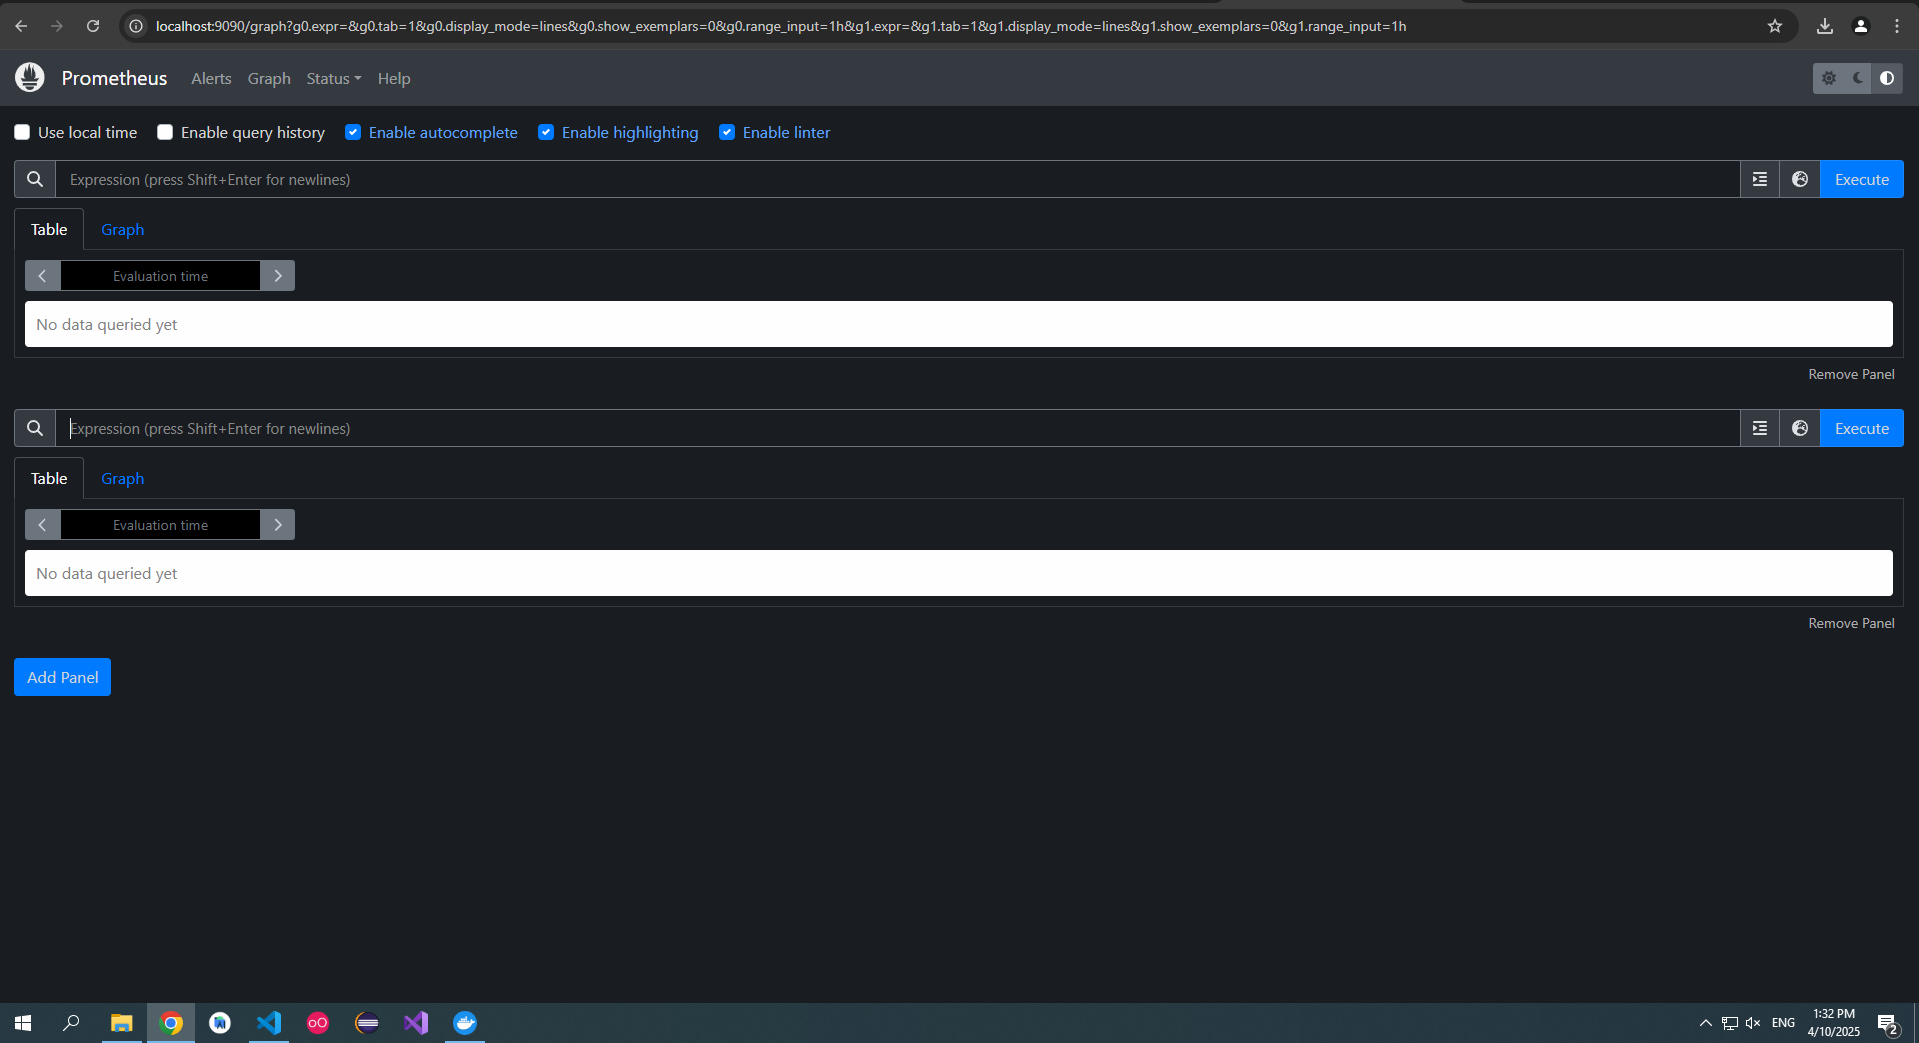 localhost:9090/graph?g0.expr=&g0.tab=1&g0.display_mode=lines&g0.show_exemplars=0&g0.range_input=1h&g1.expr=&g1.tab=1&g1.display_mode=lines&g1.show_exemplars=0&g1.range_input=1h
Prometheus Alerts Graph Status Help
Use local time Enable query history Enable autocomplete Enable highlighting Enable linter
Expression (press Shift+Enter for newlines) Execute
Table Graph
Evaluation time
No data queried yet
Remove Panel
Expression (press Shift+Enter for newlines) Execute
Table Graph
Evaluation time
No data queried yet
Remove Panel
Add Panel
ENG 1:32 PM
4/10/2025 2